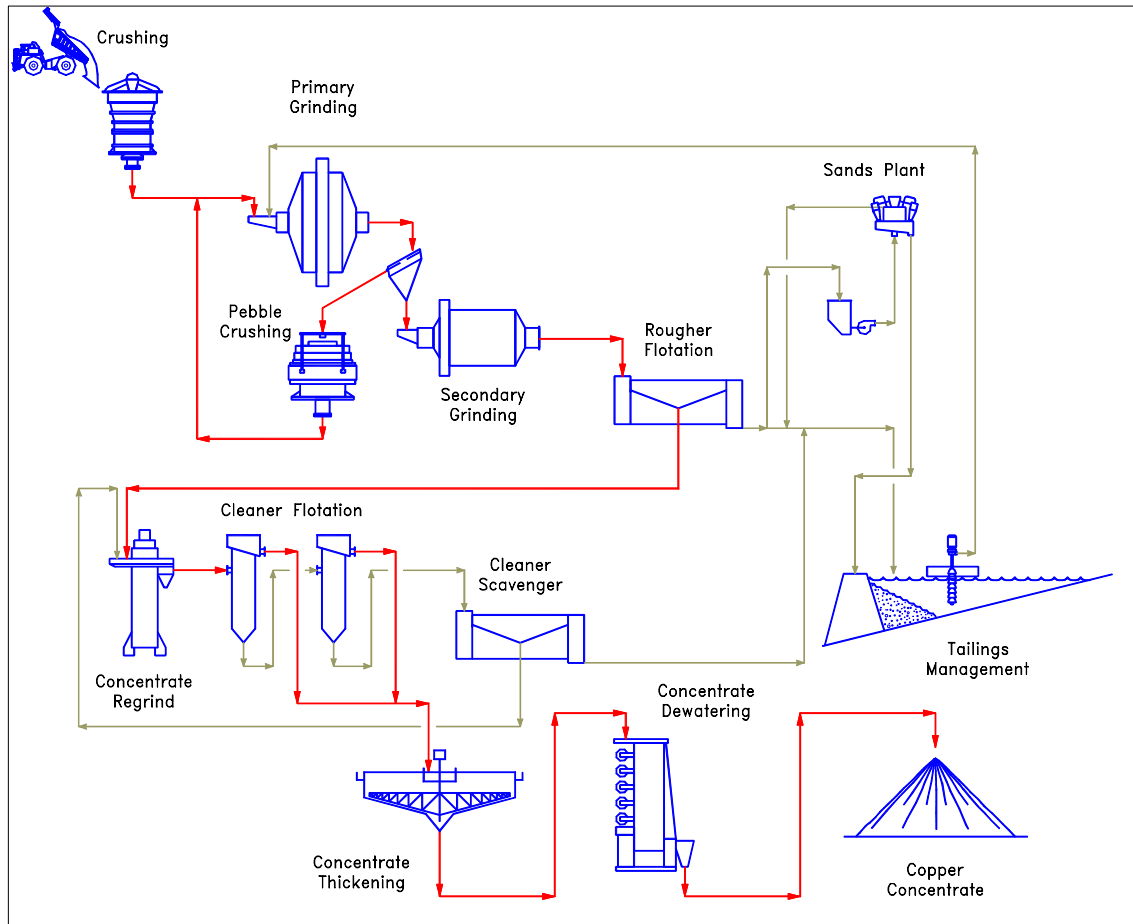 Crushing
Primary
Grinding
Sands Plant
Pebble
Crushing
Rougher
Flotation
Secondary
Grinding
Cleaner Flotation
Cleaner
Scavenger
Tailings
Management
Concentrate
Regrind
Concentrate
Dewatering
Concentrate
Thickening
Copper
Concentrate